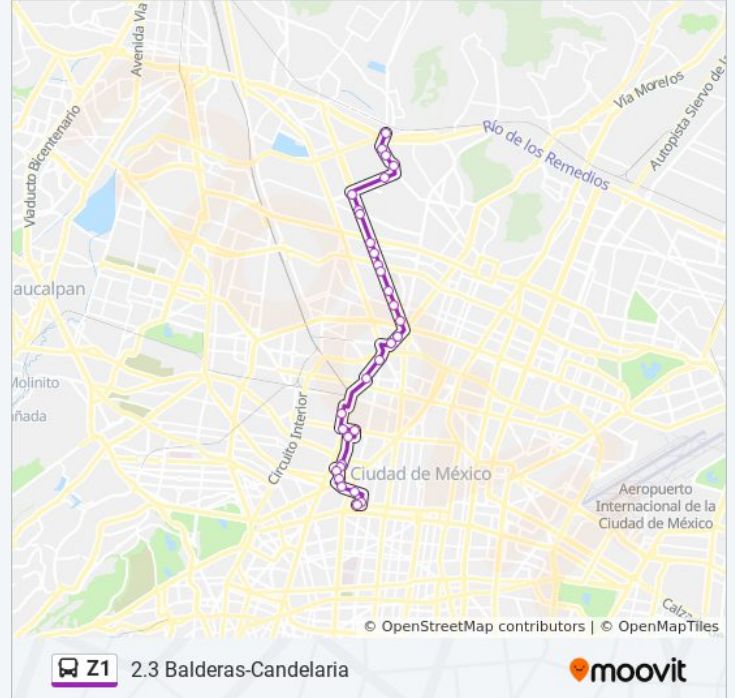 Avenida Vía
Vía Morelos
Autopista Siervo de la
Río de los Remedios
Viaducto Bicentenario
aucalpan
Molinito
añada
Circuito Interior
Ciudad de México
Aeropuerto
Internacional de la
Ciudad de México
Calz
© OpenStreetMap contributors | © OpenMapTiles
Z1 2.3 Balderas-Candelaria
moovit